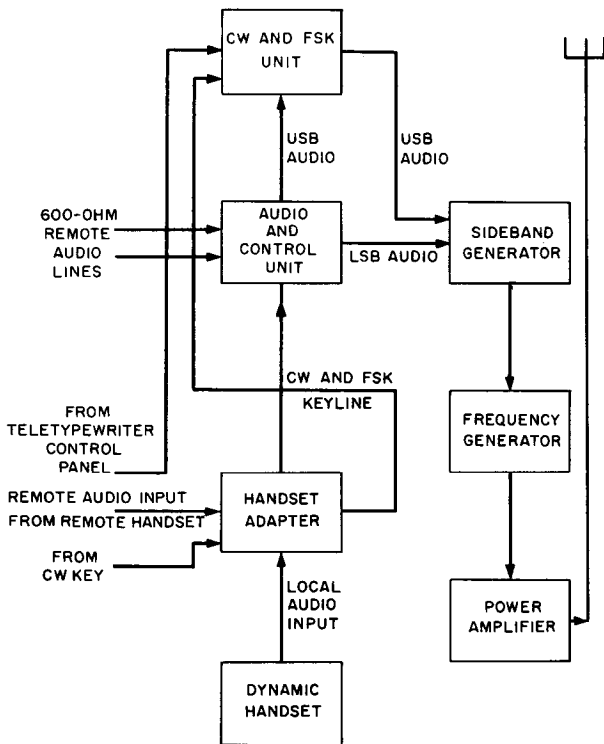 CW AND FSK
UNIT
USB
AUDIO
USB
AUDIO
600-OHM
REMOTE
AUDIO
LINES
AUDIO
AND
CONTROL
UNIT
LSB AUDIO
SIDEBAND
GENERATOR
CW AND FSK
KEYLINE
FROM
TELETYPEWRITER
CONTROL
PANEL
FREQUENCY
GENERATOR
REMOTE AUDIO INPUT
FROM REMOTE HANDSET
HANDSET
ADAPTER
FROM
CW KEY
LOCAL
AUDIO
INPUT
POWER
AMPLIFIER
DYNAMIC
HANDSET